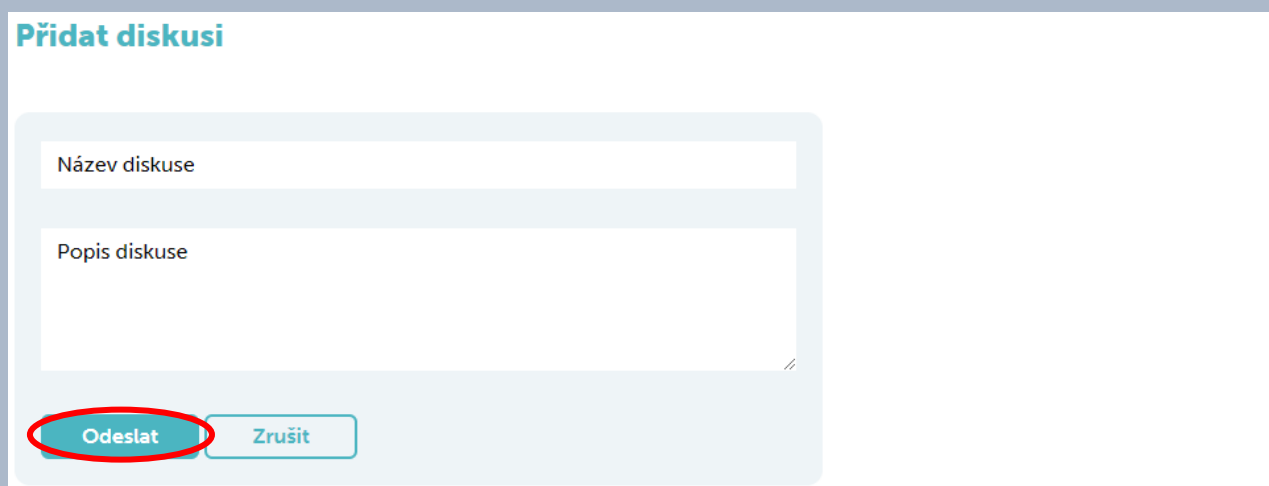 Přidat diskusi
Název diskuse
Popis diskuse
Odeslat Zrušit